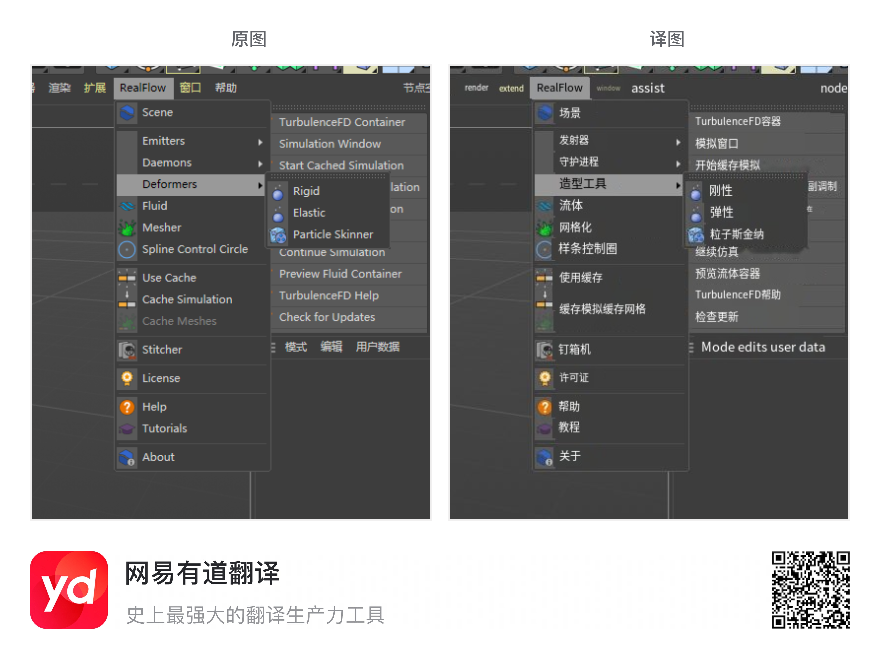 原图
译图
渲染 扩展 RealFlow 窗口 帮助
Scene
Emitters
Daemons
Deformers
Fluid
Mesher
Spline Control Circle
Use Cache
Cache Simulation
Cache Meshes
Stitcher
License
Help
Tutorials
About
Rigid
Elastic
Particle Skinner
TurbulenceFD Container
Simulation Window
Start Cached Simulation
lation
on
Continue Simulation
Preview Fluid Container
TurbulenceFD Help
Check for Updates
模式 编辑 用户数据
render extend RealFlow window assist node
场景
发射器
守护进程
造型工具
流体
网格化
样条控制圈
使用缓存
缓存模拟缓存网格
钉箱机
许可证
帮助
教程
关于
刚性
弹性
粒子斯金纳
TurbulenceFD容器
模拟窗口
开始缓存模拟
副调制
继续仿真
预览流体容器
TurbulenceFD帮助
检查更新
Mode edits user data
yd
网易有道翻译
史上最强大的翻译生产力工具